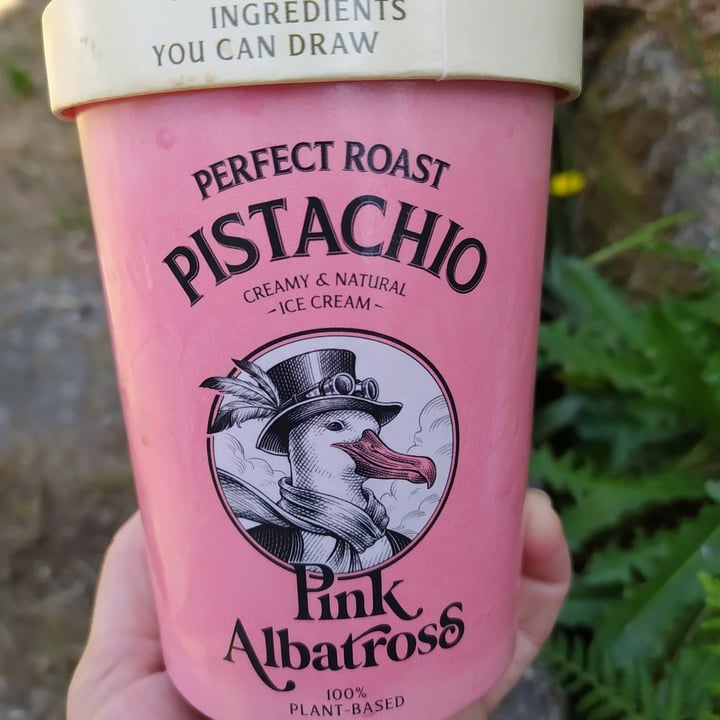 INGREDIENTS
YOU CAN DRAW
PERFECT ROAST
PISTACHIO
CREAMY & NATURAL
-ICE CREAM-
Pink
Albatross
100%
PLANT-BASED